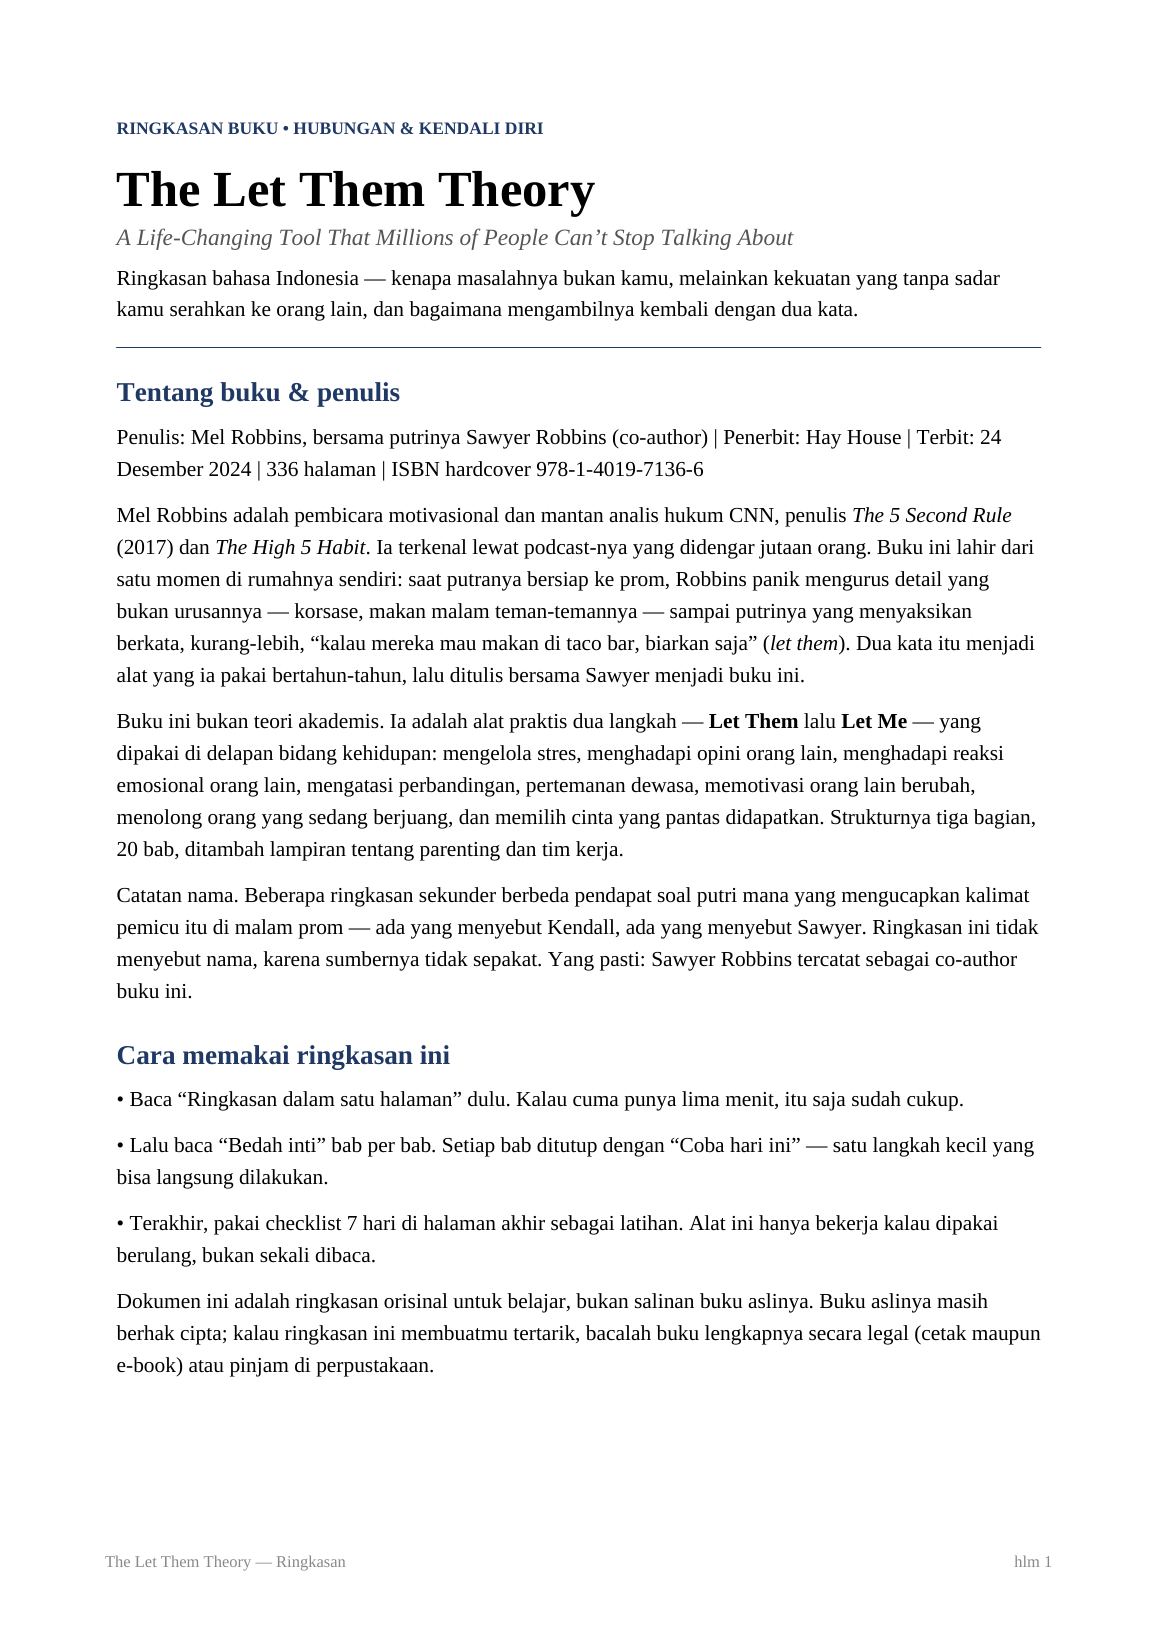 RINGKASAN BUKU • HUBUNGAN & KENDALI DIRI
The Let Them Theory
A Life-Changing Tool That Millions of People Can’t Stop Talking About
Ringkasan bahasa Indonesia — kenapa masalahnya bukan kamu, melainkan kekuatan yang tanpa sadar
kamu serahkan ke orang lain, dan bagaimana mengambilnya kembali dengan dua kata.
Tentang buku & penulis
Penulis: Mel Robbins, bersama putrinya Sawyer Robbins (co-author) | Penerbit: Hay House | Terbit: 24
Desember 2024 | 336 halaman | ISBN hardcover 978-1-4019-7136-6
Mel Robbins adalah pembicara motivasional dan mantan analis hukum CNN, penulis The 5 Second Rule
(2017) dan The High 5 Habit. Ia terkenal lewat podcast-nya yang didengar jutaan orang. Buku ini lahir dari
satu momen di rumahnya sendiri: saat putranya bersiap ke prom, Robbins panik mengurus detail yang
bukan urusannya — korsase, makan malam teman-temannya — sampai putrinya yang menyaksikan
berkata, kurang-lebih, “kalau mereka mau makan di taco bar, biarkan saja” (let them). Dua kata itu menjadi
alat yang ia pakai bertahun-tahun, lalu ditulis bersama Sawyer menjadi buku ini.
Buku ini bukan teori akademis. Ia adalah alat praktis dua langkah — Let Them lalu Let Me — yang
dipakai di delapan bidang kehidupan: mengelola stres, menghadapi opini orang lain, menghadapi reaksi
emosional orang lain, mengatasi perbandingan, pertemanan dewasa, memotivasi orang lain berubah,
menolong orang yang sedang berjuang, dan memilih cinta yang pantas didapatkan. Strukturnya tiga bagian,
20 bab, ditambah lampiran tentang parenting dan tim kerja.
Catatan nama. Beberapa ringkasan sekunder berbeda pendapat soal putri mana yang mengucapkan kalimat
pemicu itu di malam prom — ada yang menyebut Kendall, ada yang menyebut Sawyer. Ringkasan ini tidak
menyebut nama, karena sumbernya tidak sepakat. Yang pasti: Sawyer Robbins tercatat sebagai co-author
buku ini.
Cara memakai ringkasan ini
• Baca “Ringkasan dalam satu halaman” dulu. Kalau cuma punya lima menit, itu saja sudah cukup.
• Lalu baca “Bedah inti” bab per bab. Setiap bab ditutup dengan “Coba hari ini” — satu langkah kecil yang
bisa langsung dilakukan.
• Terakhir, pakai checklist 7 hari di halaman akhir sebagai latihan. Alat ini hanya bekerja kalau dipakai
berulang, bukan sekali dibaca.
Dokumen ini adalah ringkasan orisinal untuk belajar, bukan salinan buku aslinya. Buku aslinya masih
berhak cipta; kalau ringkasan ini membuatmu tertarik, bacalah buku lengkapnya secara legal (cetak maupun
e-book) atau pinjam di perpustakaan.
The Let Them Theory — Ringkasan
hlm 1